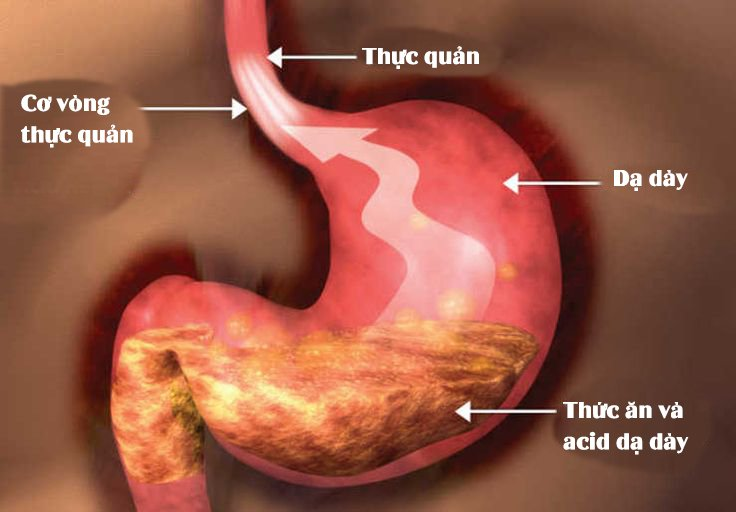 Thực quản
Cơ vòng
thực quản
Dạ dày
Thức ăn và
acid dạ dày